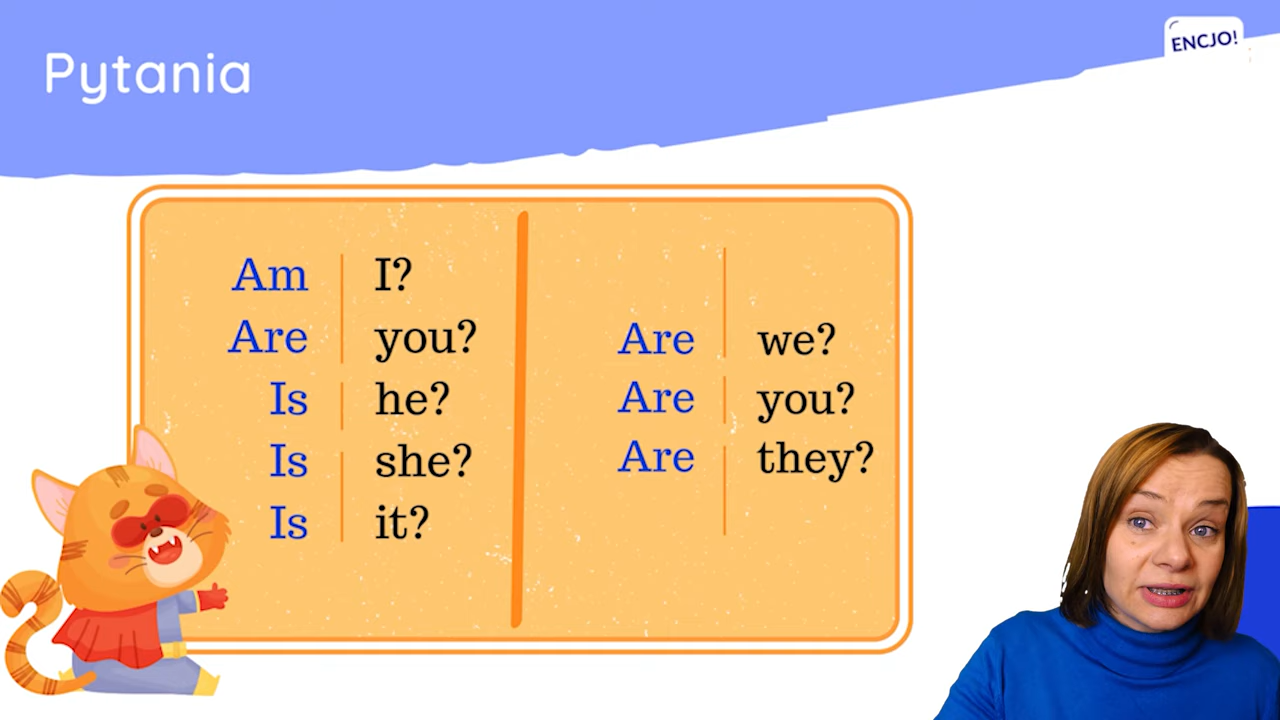 Pytania
ENCJO!
Am I?
Are you?
Is he?
Is she?
Is it?
Are we?
Are you?
Are they?